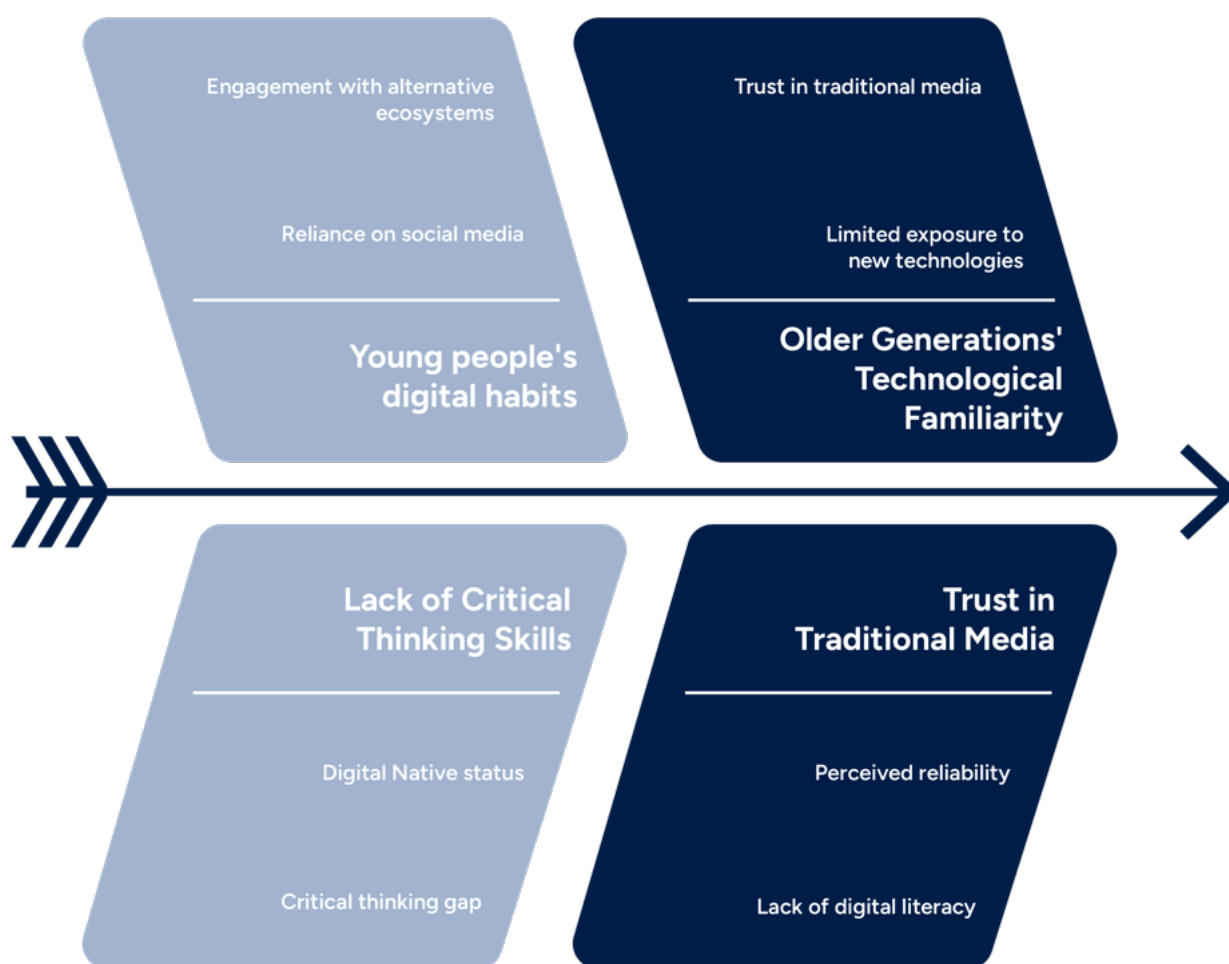 Engagement with alternative
ecosystems
Reliance on social media
Young people's
digital habits
Trust in traditional media
Limited exposure to
new technologies
Older Generations'
Technological
Familiarity
Lack of Critical
Thinking Skills
Digital Native status
Critical thinking gap
Trust in
Traditional Media
Perceived reliability
Lack of digital literacy